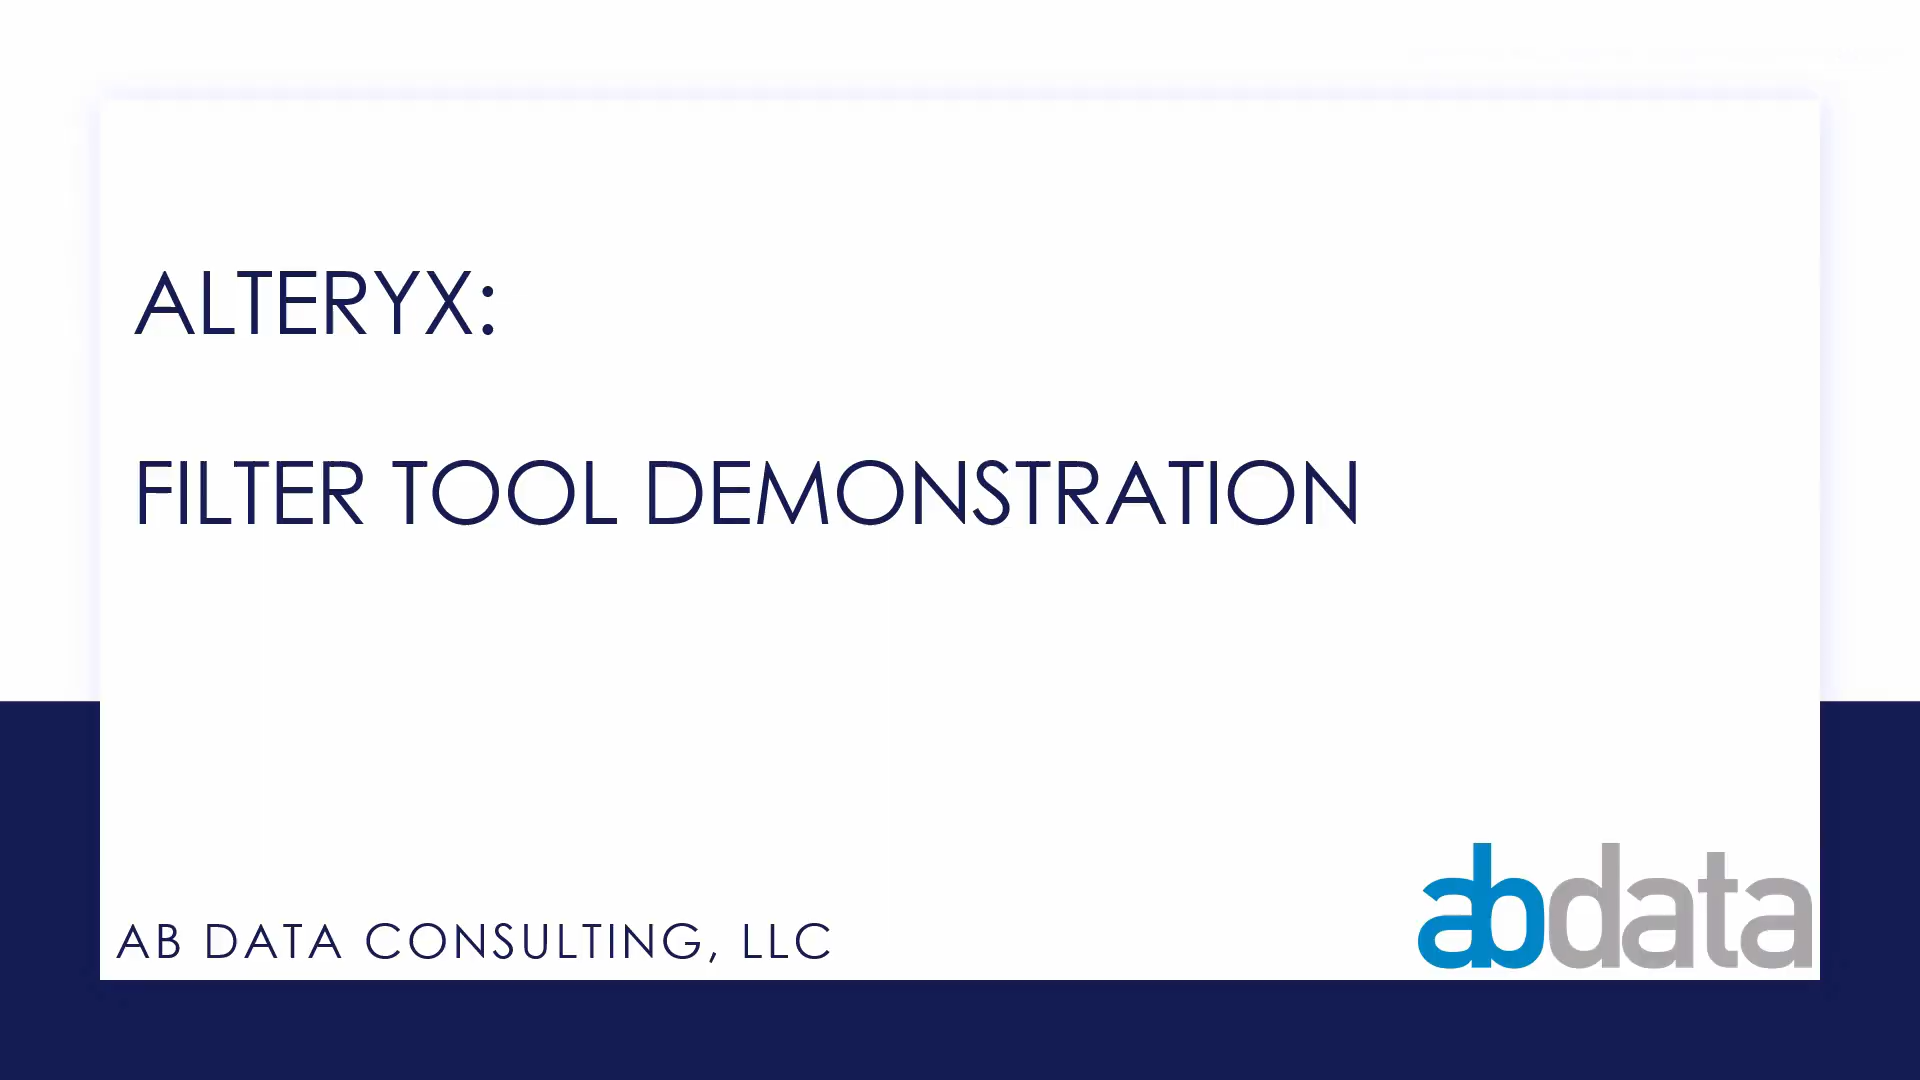 ALTERYX:
FILTER TOOL DEMONSTRATION
AB DATA CONSULTING, LLC
abdata